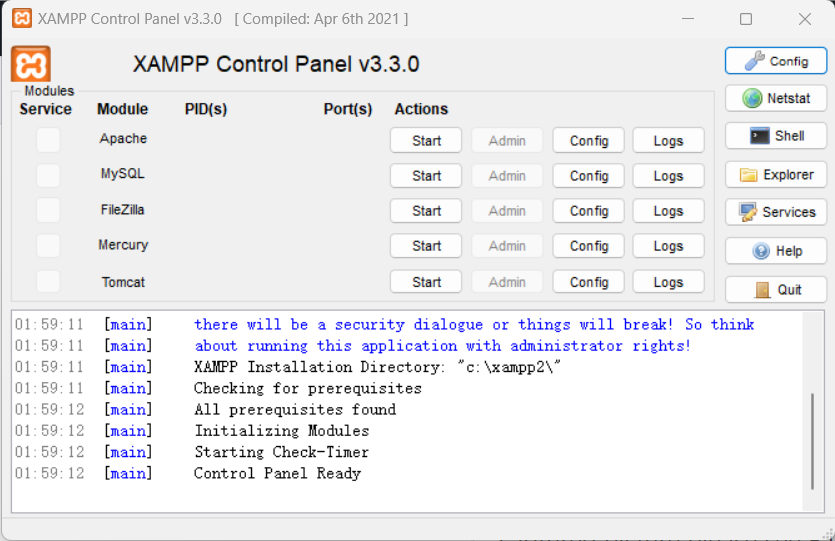 XAMPP Control Panel v3.3.0 [ Compiled: Apr 6th 2021 ]
XAMPP Control Panel v3.3.0
Config
Modules
Service Module PID(s) Port(s) Actions
Netstat
Apache Start Admin Config Logs
Shell
MySQL Start Admin Config Logs
Explorer
FileZilla Start Admin Config Logs
Services
Mercury Start Admin Config Logs
Help
Tomcat Start Admin Config Logs
Quit
01:59:11 [main] there will be a security dialogue or things will break! So think
01:59:11 [main] about running this application with administrator rights!
01:59:11 [main] XAMPP Installation Directory: "c:\xampp2\"
01:59:11 [main] Checking for prerequisites
01:59:12 [main] All prerequisites found
01:59:12 [main] Initializing Modules
01:59:12 [main] Starting Check-Timer
01:59:12 [main] Control Panel Ready